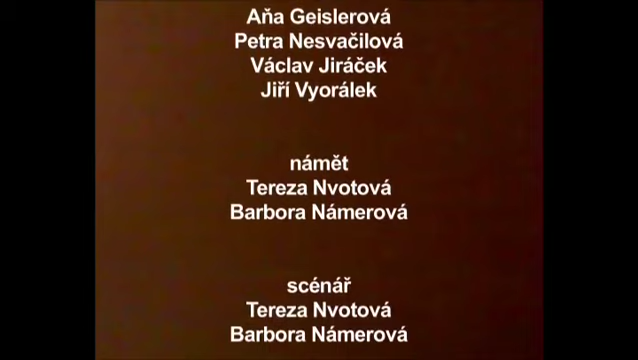 Aňa Geislerová
Petra Nesvačilová
Václav Jiráček
Jiří Vyorálek
námět
Tereza Nvotová
Barbora Námerová
scénář
Tereza Nvotová
Barbora Námerová